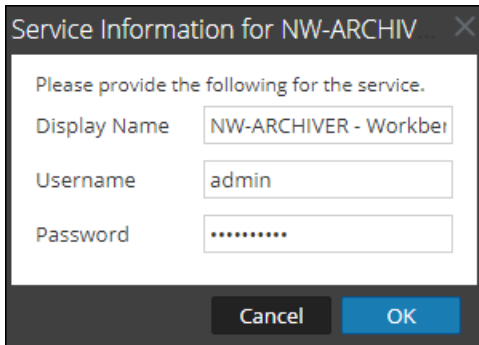 Service Information for NW-ARCHIV...
Please provide the following for the service.
Display Name NW-ARCHIVER - Workber
Username admin
Password ••••••••••
Cancel OK